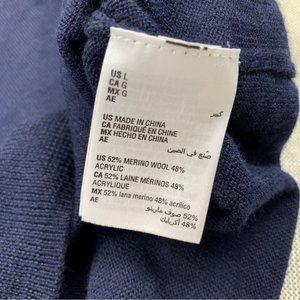 US L
CA G
MX G
AE كبير
US MADE IN CHINA
CA FABRIQUÉ EN CHINE
MX HECHO EN CHINA
AE صنع في الصين
US 52% MERINO WOOL 48%
ACRYLIC
CA 52% LAINE MÉRINOS 48%
ACRYLIQUE
MX 52% lana merino 48% acrílico
AE 52% صوف مارينو
48% أكريليك